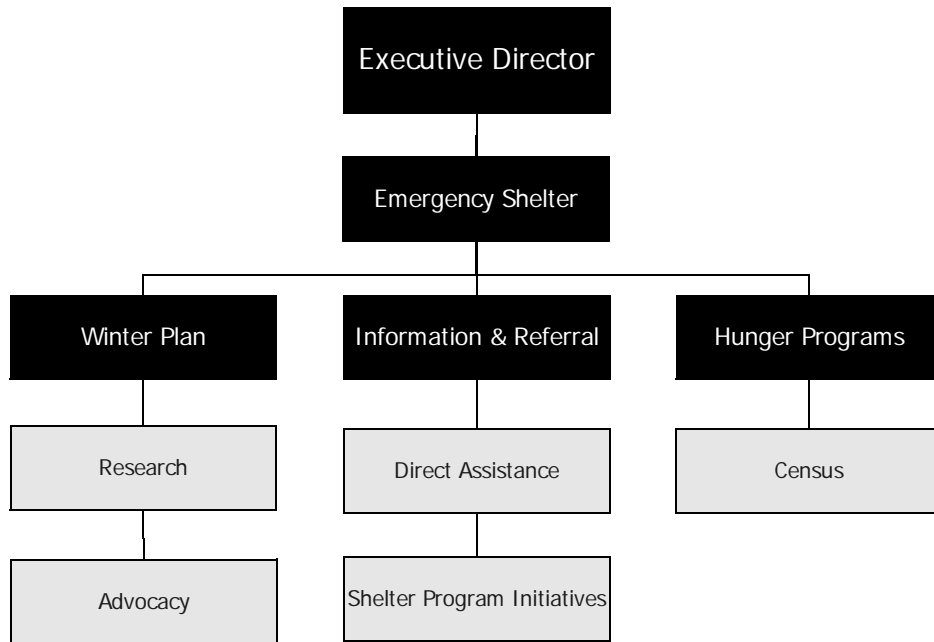 Executive Director
Emergency Shelter
Winter Plan
Information & Referral
Hunger Programs
Research
Direct Assistance
Census
Advocacy
Shelter Program Initiatives